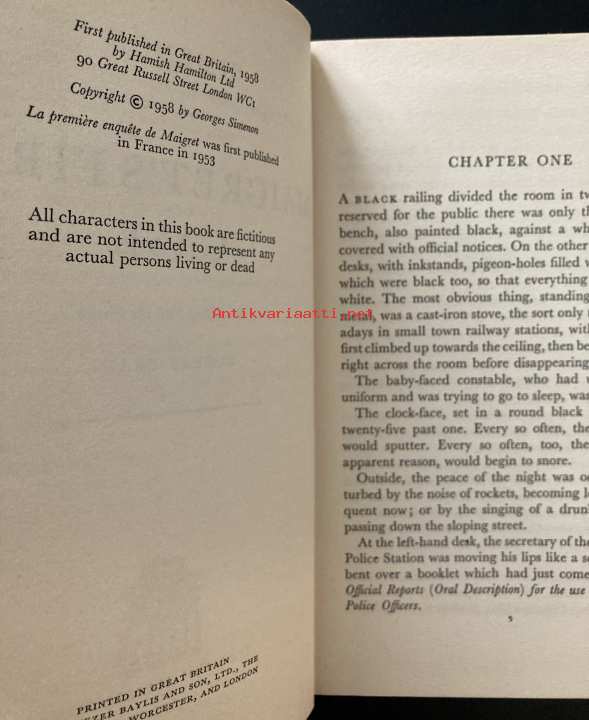 First published in Great Britain, 1958
by Hamish Hamilton Ltd
90 Great Russell Street London WC1
Copyright © 1958 by Georges Simenon
La première enquête de Maigret was first published
in France in 1953
All characters in this book are fictitious
and are not intended to represent any
actual persons living or dead
PRINTED IN GREAT BRITAIN
BAYLIS AND SON, LTD., THE
WORCESTER, AND LONDON
Antikvariaatti.net
CHAPTER ONE
A BLACK railing divided the room in
reserved for the public there was only
bench, also painted black, against a
covered with official notices. On the other
desks, with inkstands, pigeon-holes filled
which were black too, so that everything
white. The most obvious thing, standing
metal, was a cast-iron stove, the sort only
adays in small town railway stations,
first climbed up towards the ceiling, then
right across the room before disappearing
The baby-faced constable, who had
uniform and was trying to go to sleep,
The clock-face, set in a round black
twenty-five past one. Every so often, the
would sputter. Every so often, too, the
apparent reason, would begin to snore.
Outside, the peace of the night was
turbed by the noise of rockets, becoming
quent now; or by the singing of a
passing down the sloping street.
At the left-hand desk, the secretary of the
Police Station was moving his lips like a
bent over a booklet which had just come
Official Reports (Oral Description) for the use
Police Officers.